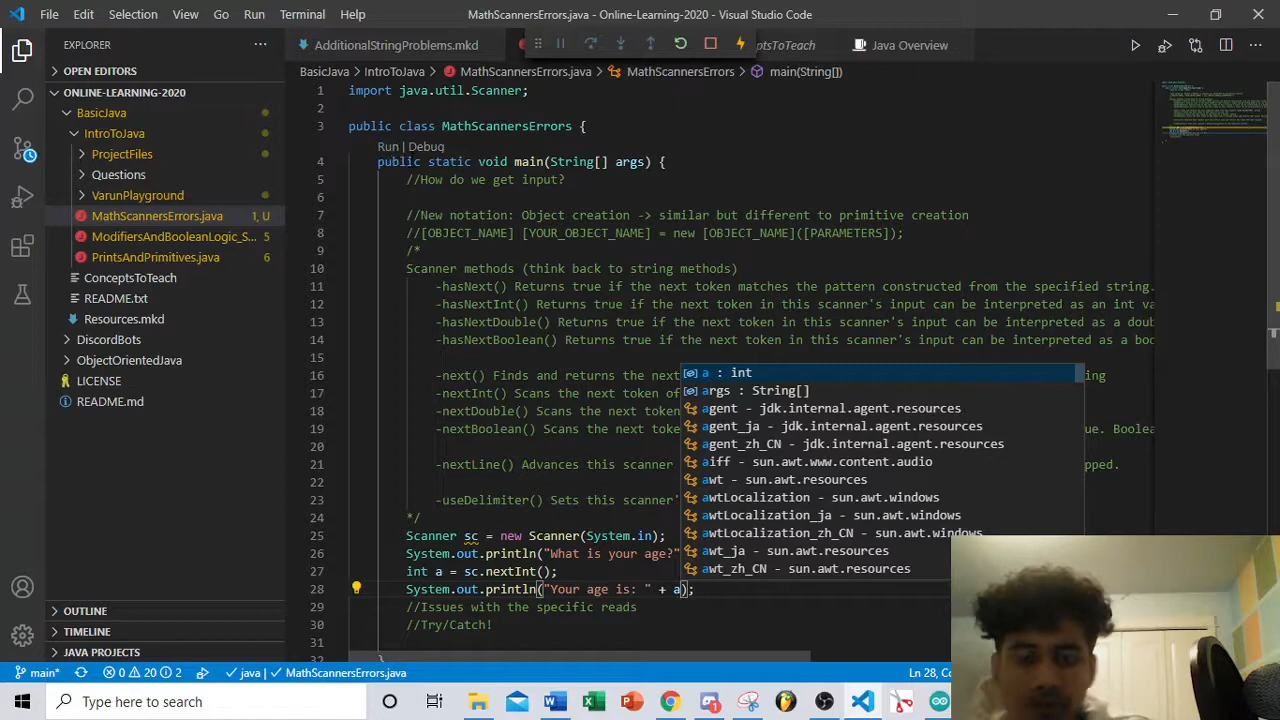 File Edit Selection View Go Run Terminal Help
MathScannersErrors.java - Online-Learning-2020 - Visual Studio Code
EXPLORER
AdditionalStringProblems.mkd
ptsToTeach
Java Overview
OPEN EDITORS
BasicJava > IntroToJava > MathScannersErrors.java > MathScannersErrors > main(String[])
ONLINE-LEARNING-2020
BasicJava
IntroToJava
ProjectFiles
Questions
VarunPlayground
MathScannersErrors.java 1, U
ModifiersAndBooleanLogic_S... 5
PrintsAndPrimitives.java 6
ConceptsToTeach
README.txt
Resources.mkd
DiscordBots
ObjectOrientedJava
LICENSE
README.md
OUTLINE
TIMELINE
JAVA PROJECTS
1 import java.util.Scanner;
2
3 public class MathScannersErrors {
Run | Debug
4 public static void main(String[] args) {
5 //How do we get input?
6
7 //New notation: Object creation -> similar but different to primitive creation
8 //[OBJECT_NAME] [YOUR_OBJECT_NAME] = new [OBJECT_NAME]([PARAMETERS]);
9 /*
10 Scanner methods (think back to string methods)
11 -hasNext() Returns true if the next token matches the pattern constructed from the specified string.
12 -hasNextInt() Returns true if the next token in this scanner's input can be interpreted as an int va
13 -hasNextDouble() Returns true if the next token in this scanner's input can be interpreted as a doub
14 -hasNextBoolean() Returns true if the next token in this scanner's input can be interpreted as a boo
15
16 -next() Finds and returns the next ing
17 -nextInt() Scans the next token of
18 -nextDouble() Scans the next token
19 -nextBoolean() Scans the next token ue. Boolean
20
21 -nextLine() Advances this scanner pped.
22
23 -useDelimiter() Sets this scanner'
24 */
25 Scanner sc = new Scanner(System.in);
26 System.out.println("What is your age?"
27 int a = sc.nextInt();
28 System.out.println("Your age is: " + a);
29 //Issues with the specific reads
30 //Try/Catch!
31
32 }
a : int
args : String[]
agent - jdk.internal.agent.resources
agent_ja - jdk.internal.agent.resources
agent_zh_CN - jdk.internal.agent.resources
aiff - sun.awt.www.content.audio
awt - sun.awt.resources
awtLocalization - sun.awt.windows
awtLocalization_ja - sun.awt.windows
awtLocalization_zh_CN - sun.awt.windows
awt_ja - sun.awt.resources
awt_zh_CN - sun.awt.resources
main* 0 20 2 java MathScannersErrors.java Ln 28, Co
Type here to search